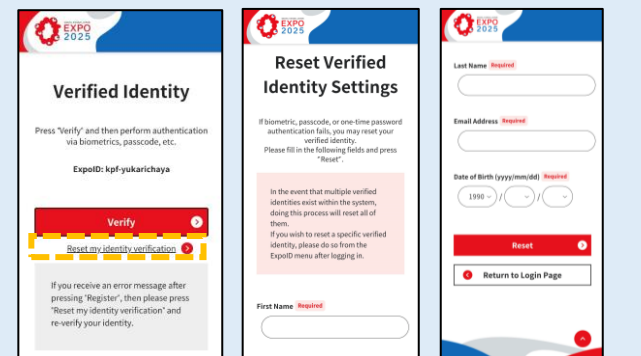 EXPO
2025
Verified Identity
Press "Verify" and then perform authentication
via biometrics, passcode, etc.
ExpoID: kpf-yukarichaya
Verify
Reset my identity verification
If you receive an error message after
pressing "Register", then please press
"Reset my identity verification" and
re-verify your identity.
EXPO
2025
Reset Verified
Identity Settings
If biometric, passcode, or one-time password
authentication fails, you may reset your
verified identity.
Please fill in the following fields and press
"Reset".
In the event that multiple verified
identities exist within the system,
doing this process will reset all of
them.
If you wish to reset a specific verified
identity, please do so from the
ExpoID menu after logging in.
First Name Required
EXPO
2025
Last Name Required
Email Address Required
Date of Birth (yyyy/mm/dd) Required
1990 / /
Reset
Return to Login Page